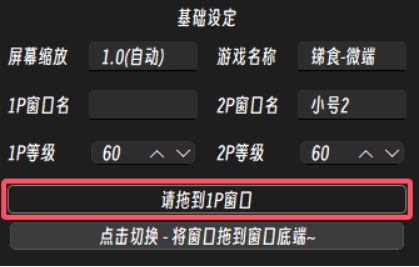 基础设定
屏幕缩放 1.0(自动) 游戏名称 锑食-微端
1P窗口名 2P窗口名 小号2
1P等级 60 2P等级 60
请拖到1P窗口
点击切换 - 将窗口拖到窗口底端~